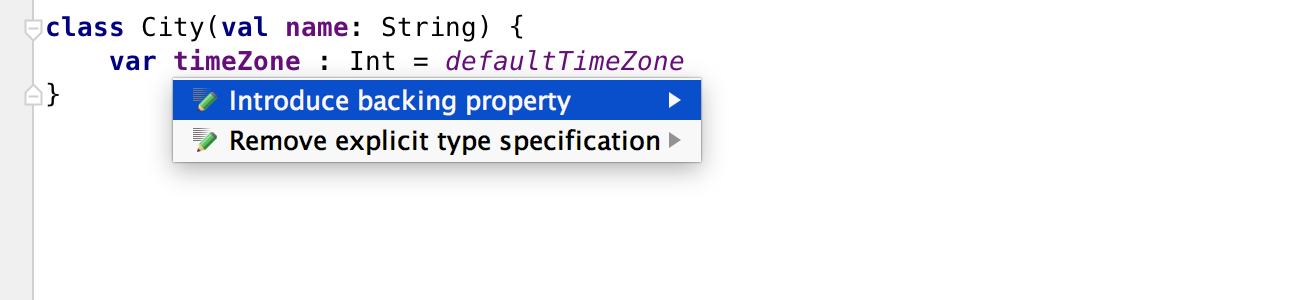 class City(val name: String) {
var timeZone : Int = defaultTimeZone
}
Introduce backing property
Remove explicit type specification